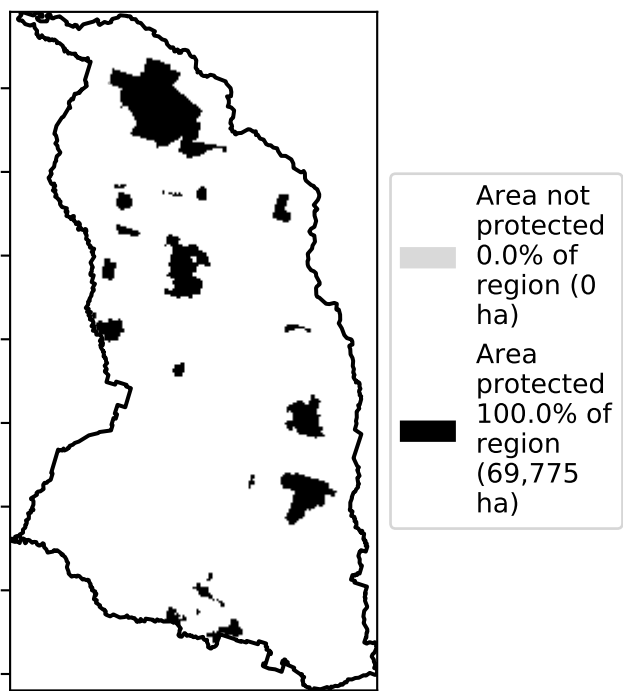 Area not
protected
0.0% of
region (0
ha)
Area
protected
100.0% of
region
(69,775
ha)